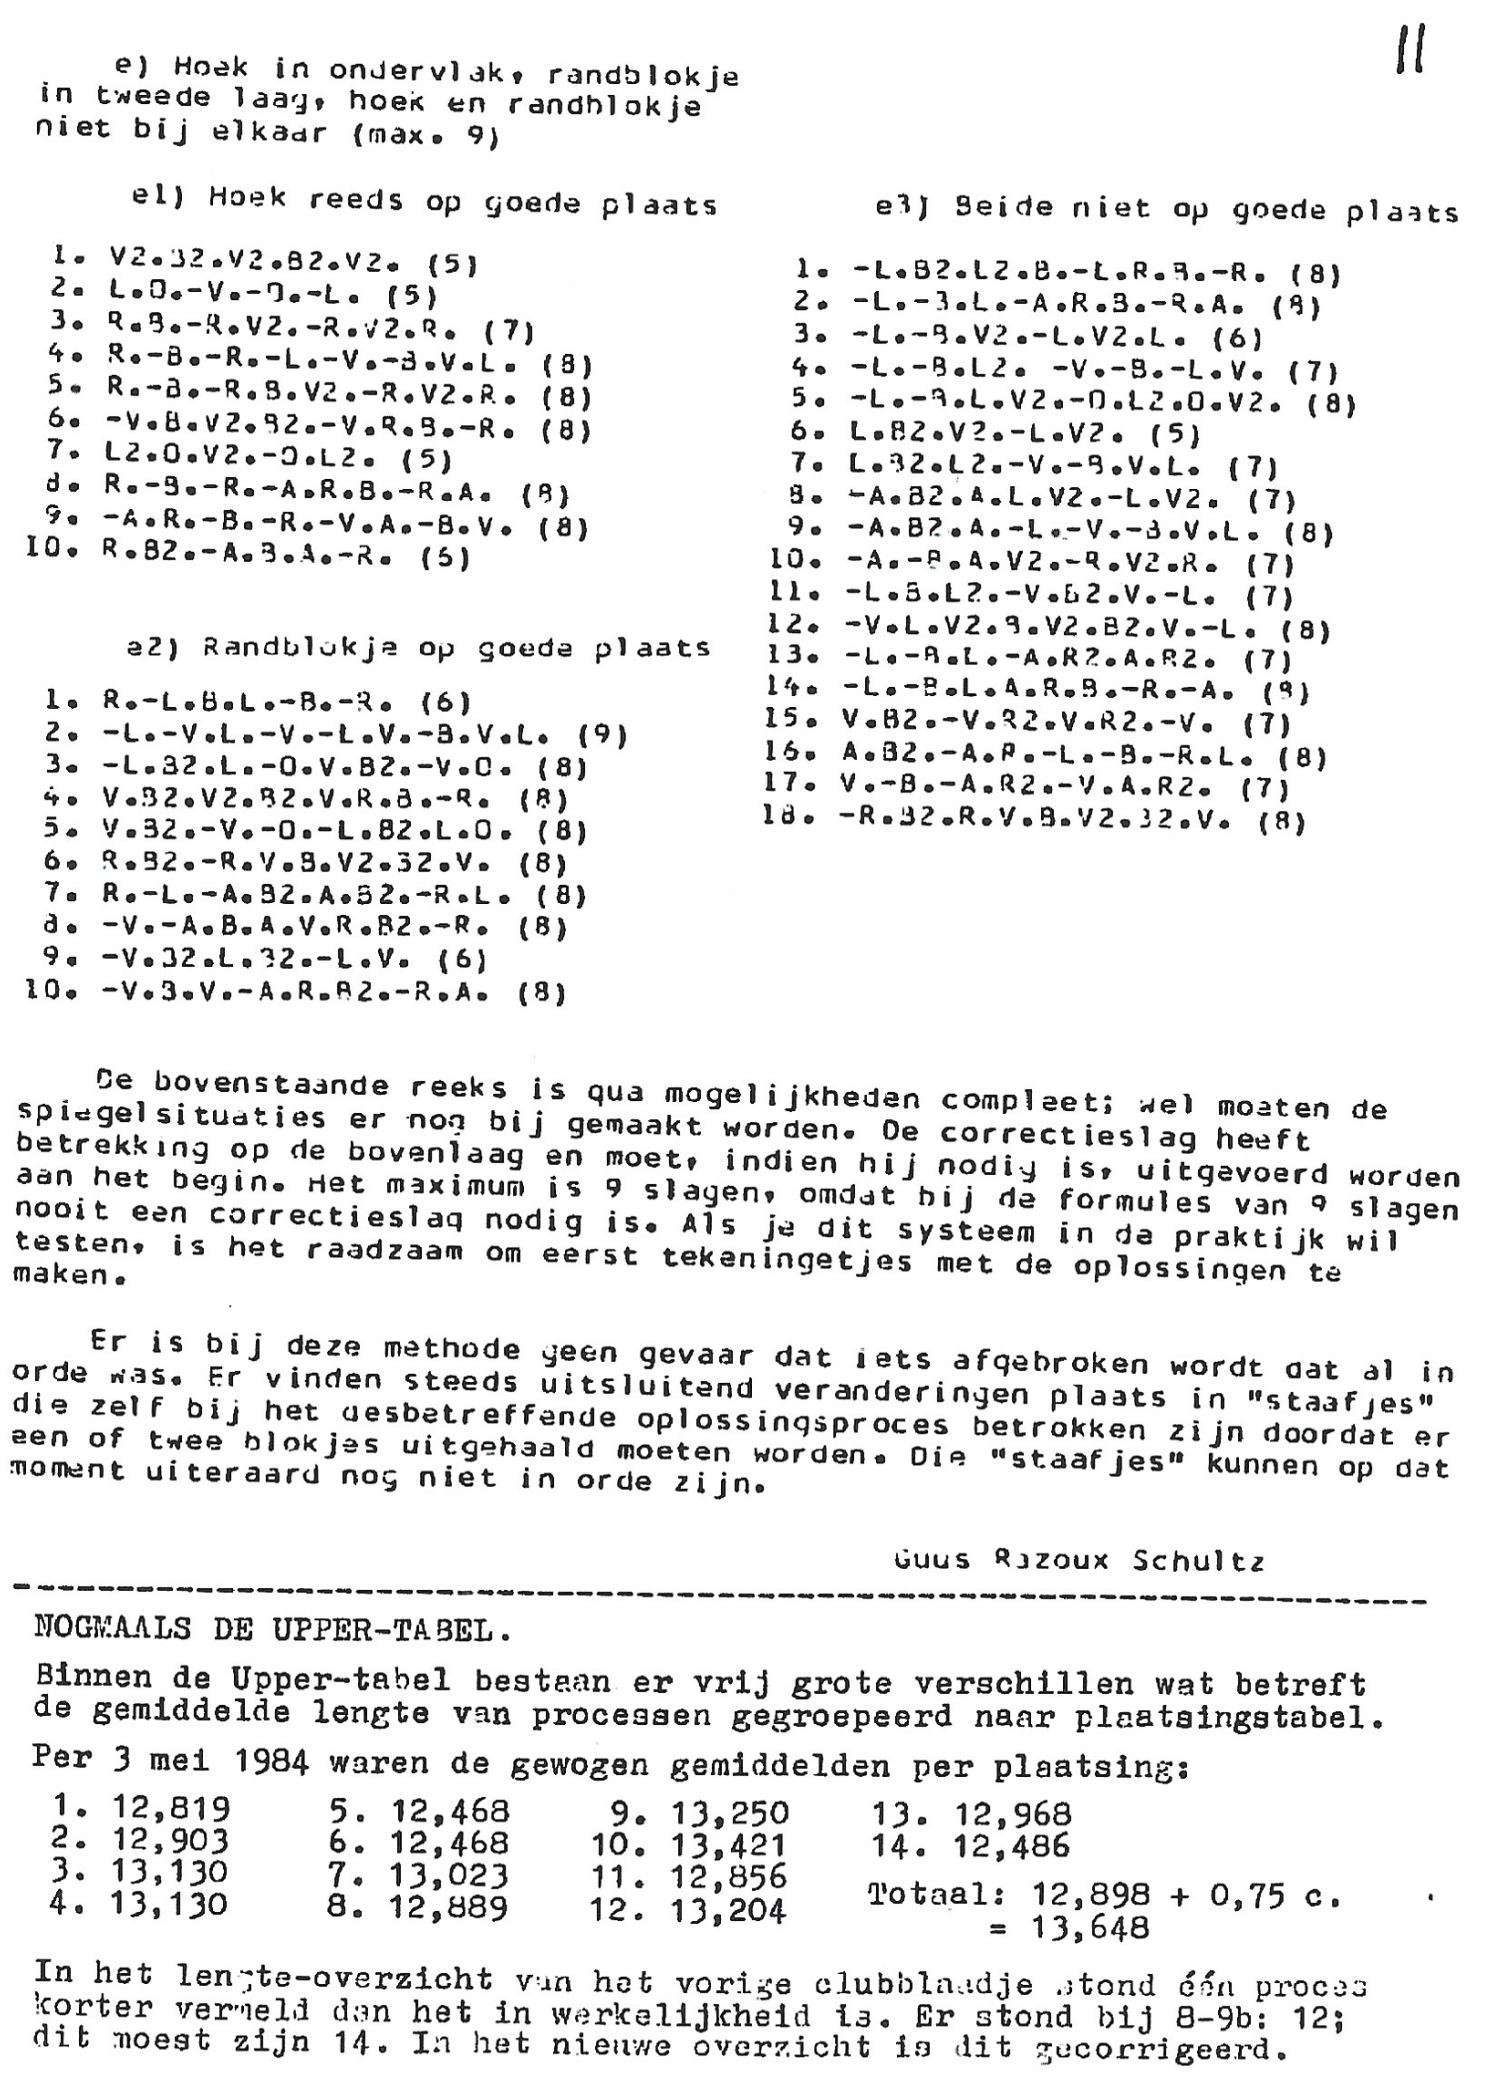 11
e) Hoek in ondervlak, randblokje
in tweede laag, hoek en randblokje
niet bij elkaar (max. 9)
e1) Hoek reeds op goede plaats
1. V2.B2.V2.B2.V2. (5)
2. L.O.-V.-O.-L. (5)
3. R.B.-R.V2.-R.V2.R. (7)
4. R.-B.-R.-L.-V.-B.V.L. (8)
5. R.-B.-R.B.V2.-R.V2.R. (8)
6. -V.B.V2.B2.-V.R.B.-R. (8)
7. L2.O.V2.-O.L2. (5)
8. R.-B.-R.-A.R.B.-R.A. (8)
9. -A.R.-B.-R.-V.A.-B.V. (8)
10. R.B2.-A.B.A.-R. (6)
e2) Randblokje op goede plaats
1. R.-L.B.L.-B.-R. (6)
2. -L.-V.L.-V.-L.V.-B.V.L. (9)
3. -L.B2.L.-O.V.B2.-V.O. (8)
4. V.B2.V2.B2.V.R.B.-R. (8)
5. V.B2.-V.-O.-L.B2.L.O. (8)
6. R.B2.-R.V.B.V2.B2.V. (8)
7. R.-L.-A.B2.A.B2.-R.L. (8)
8. -V.-A.B.A.V.R.B2.-R. (8)
9. -V.B2.L.B2.-L.V. (6)
10. -V.B.V.-A.R.B2.-R.A. (8)
e3) Beide niet op goede plaats
1. -L.B2.L2.B.-L.R.B.-R. (8)
2. -L.-B.L.-A.R.B.-R.A. (8)
3. -L.-B.V2.-L.V2.L. (6)
4. -L.-B.L2. -V.-B.-L.V. (7)
5. -L.-B.L.V2.-O.L2.O.V2. (8)
6. L.B2.V2.-L.V2. (5)
7. L.B2.L2.-V.-B.V.L. (7)
8. -A.B2.A.L.V2.-L.V2. (7)
9. -A.B2.A.-L.-V.-B.V.L. (8)
10. -A.-B.A.V2.-R.V2.R. (7)
11. -L.B.L2.-V.B2.V.-L. (7)
12. -V.L.V2.B.V2.B2.V.-L. (8)
13. -L.-B.L.-A.R2.A.R2. (7)
14. -L.-B.L.A.R.B.-R.-A. (8)
15. V.B2.-V.R2.V.R2.-V. (7)
16. A.B2.-A.R.-L.-B.-R.L. (8)
17. V.-B.-A.R2.-V.A.R2. (7)
18. -R.B2.R.V.B.V2.B2.V. (8)
De bovenstaande reeks is qua mogelijkheden compleet; wel moeten de
spiegelsituaties er nog bij gemaakt worden. De correctieslag heeft
betrekking op de bovenlaag en moet, indien hij nodig is, uitgevoerd worden
aan het begin. Het maximum is 9 slagen, omdat bij de formules van 9 slagen
nooit een correctieslag nodig is. Als je dit systeem in de praktijk wil
testen, is het raadzaam om eerst tekeningetjes met de oplossingen te
maken.
Er is bij deze methode geen gevaar dat iets afgebroken wordt dat al in
orde was. Er vinden steeds uitsluitend veranderingen plaats in "staafjes"
die zelf bij het desbetreffende oplossingsproces betrokken zijn doordat er
een of twee blokjes uitgehaald moeten worden. Die "staafjes" kunnen op dat
moment uiteraard nog niet in orde zijn.
Guus Razoux Schultz
NOGMAALS DE UPPER-TABEL.
Binnen de Upper-tabel bestaan er vrij grote verschillen wat betreft
de gemiddelde lengte van processen gegroepeerd naar plaatsingstabel.
Per 3 mei 1984 waren de gewogen gemiddelden per plaatsing:
1. 12,819 5. 12,468 9. 13,250 13. 12,968
2. 12,903 6. 12,468 10. 13,421 14. 12,486
3. 13,130 7. 13,023 11. 12,856
4. 13,130 8. 12,889 12. 13,204 Totaal: 12,898 + 0,75 c.
= 13,648
In het lengte-overzicht van het vorige clubblaadje stond één proces
korter vermeld dan het in werkelijkheid is. Er stond bij 8-9b: 12;
dit moest zijn 14. In het nieuwe overzicht is dit gecorrigeerd.